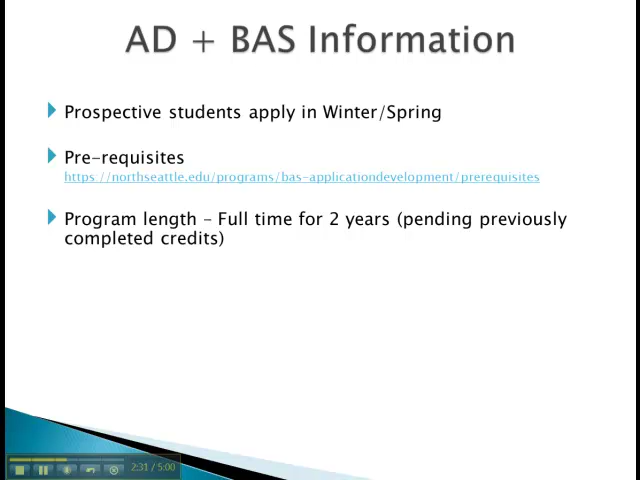 AD + BAS Information
Prospective students apply in Winter/Spring
Pre-requisites
https://northseattle.edu/programs/bas-applicationdevelopment/prerequisites
Program length – Full time for 2 years (pending previously
completed credits)
2:31 / 5:00